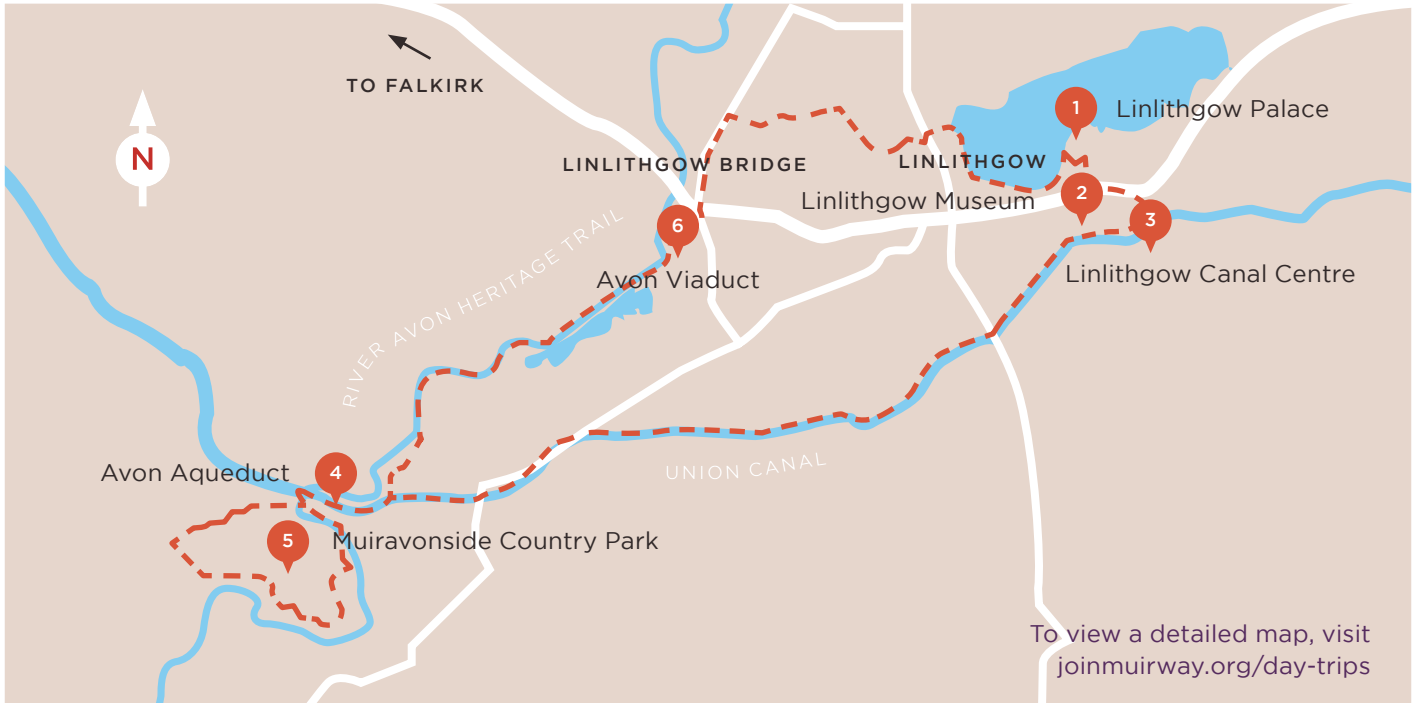 TO FALKIRK
N
1
Linlithgow Palace
LINLITHGOW BRIDGE
LINLITHGOW
2
Linlithgow Museum
3
Linlithgow Canal Centre
6
Avon Viaduct
RIVER AVON HERITAGE TRAIL
UNION CANAL
4
Avon Aqueduct
5
Muiravonside Country Park
To view a detailed map, visit
joinmuirway.org/day-trips